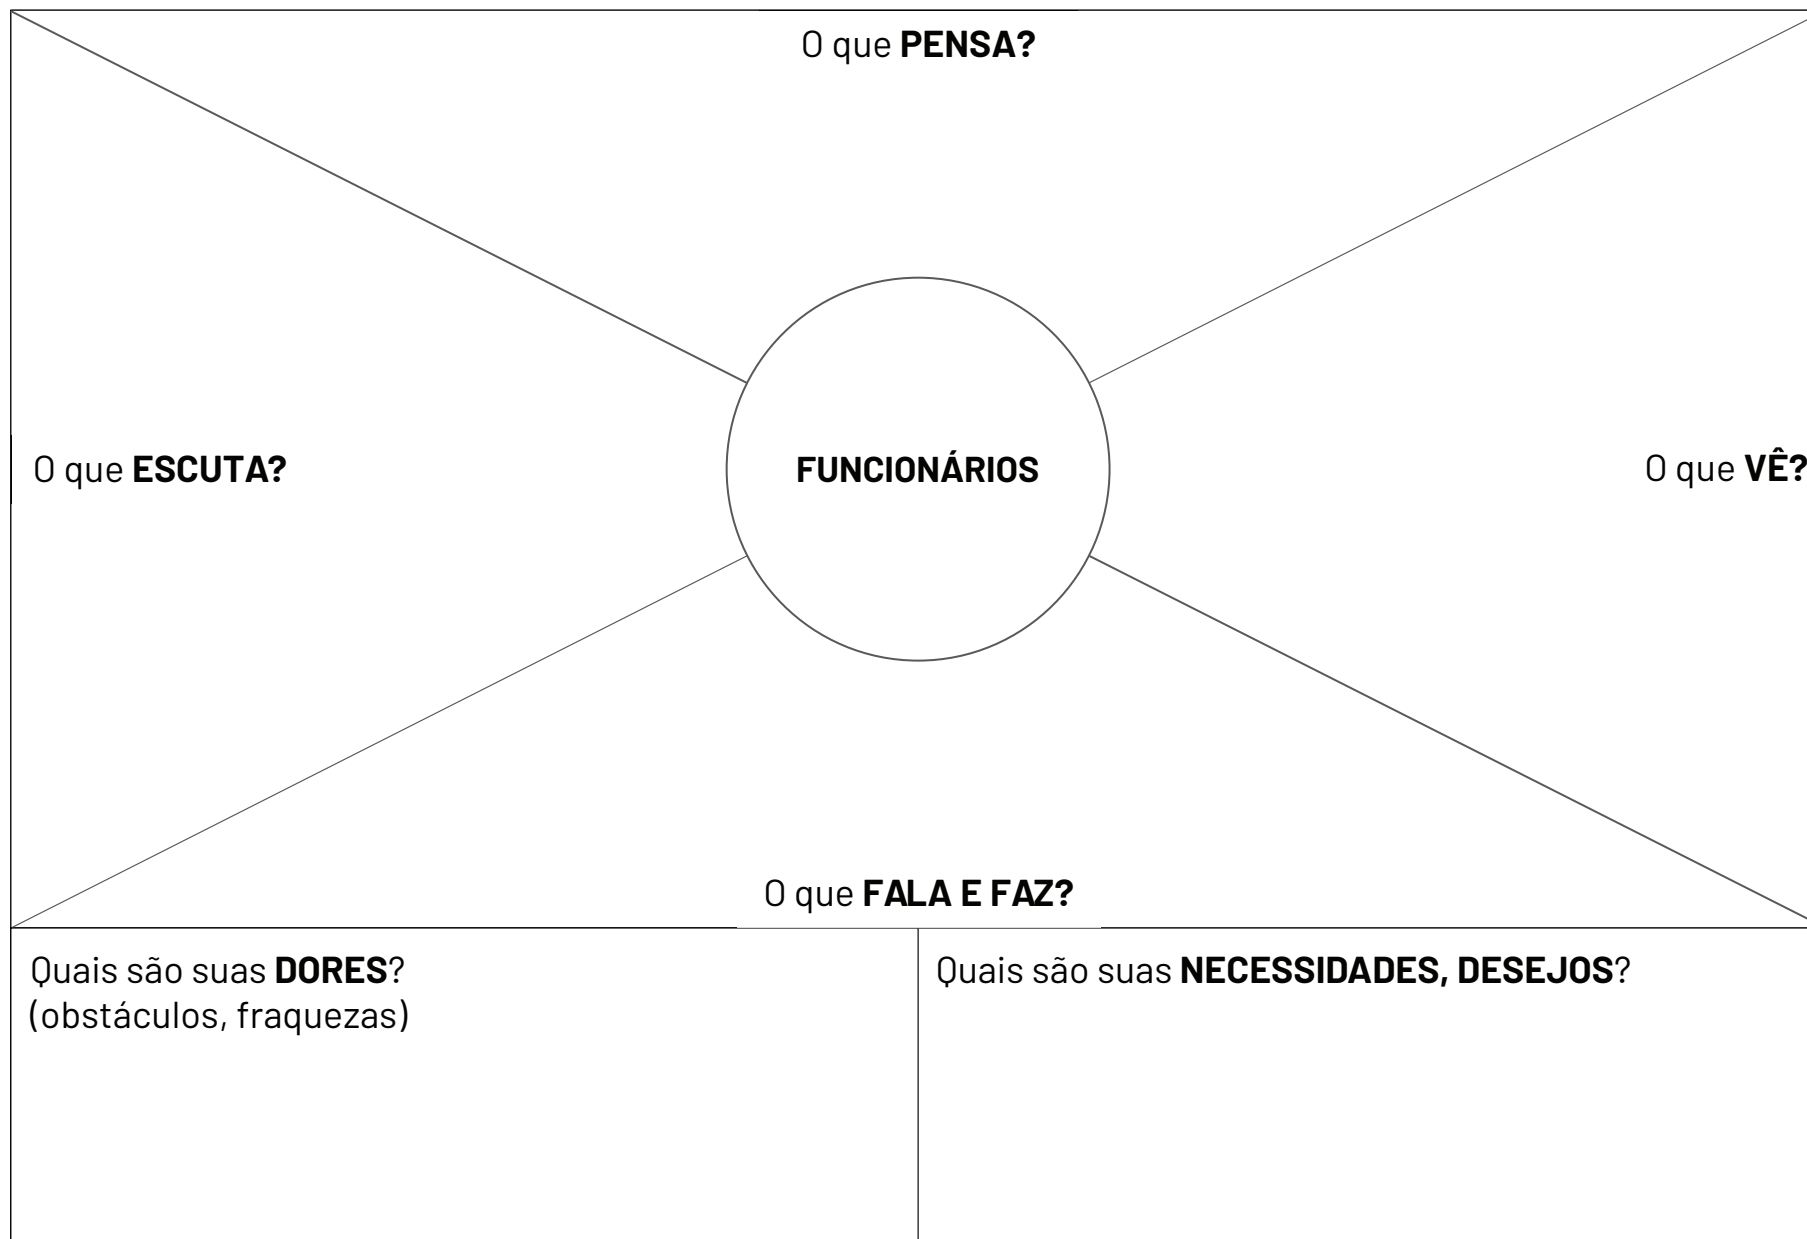 O que PENSA?
O que ESCUTA?
FUNCIONÁRIOS
O que VÊ?
O que FALA E FAZ?
Quais são suas DORES?
(obstáculos, fraquezas)
Quais são suas NECESSIDADES, DESEJOS?